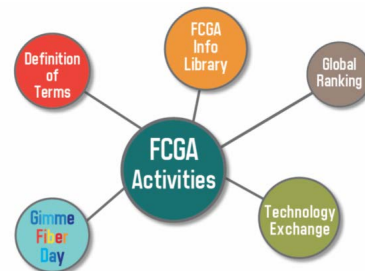 FCGA
Info
Library
Definition
of
Terms
Global
Ranking
FCGA
Activities
Gimme
Fiber
Day
Technology
Exchange